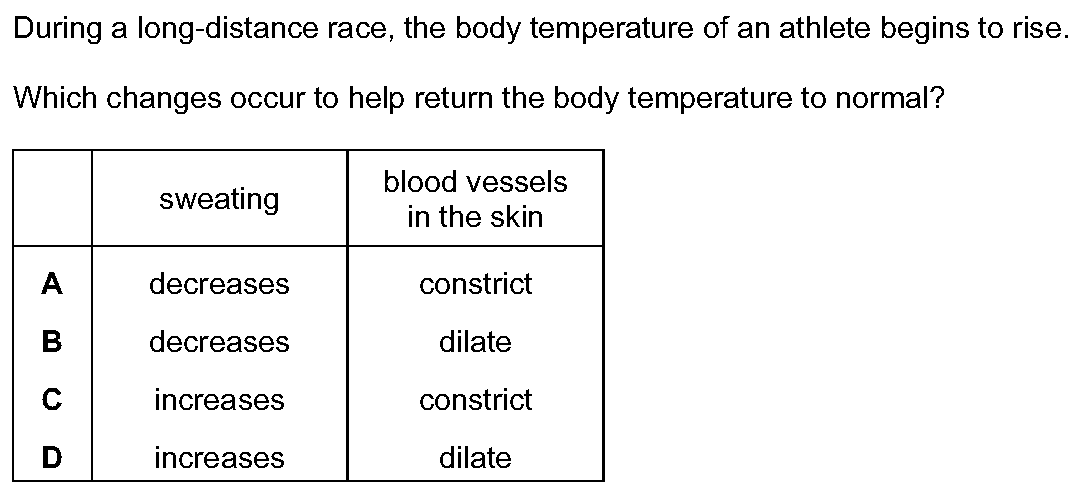 During a long-distance race, the body temperature of an athlete begins to rise.
Which changes occur to help return the body temperature to normal?
sweating
blood vessels
in the skin
A decreases constrict
B decreases dilate
C increases constrict
D increases dilate